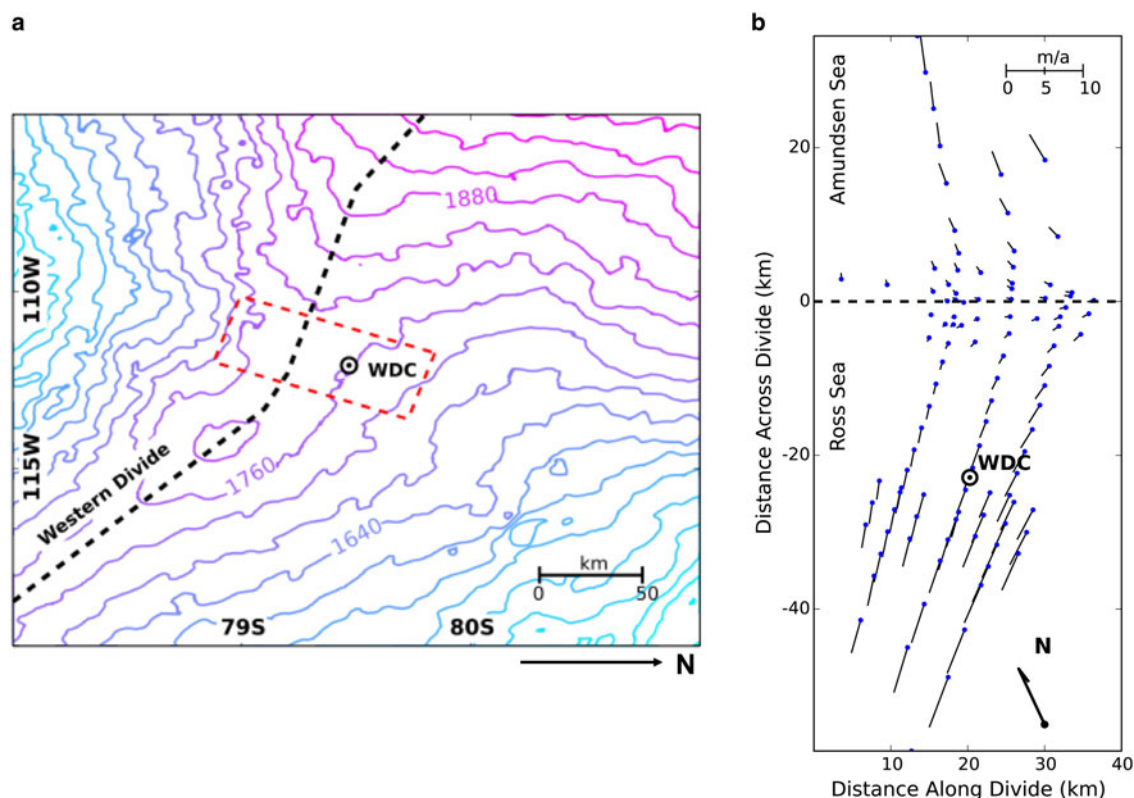 a
110W
115W
1880
WDC
1760
Western Divide
1640
km
0 50
79S 80S
N
b
m/a
0 5 10
Amundsen Sea
Ross Sea
Distance Across Divide (km)
20
0
-20
-40
WDC
N
10 20 30 40
Distance Along Divide (km)